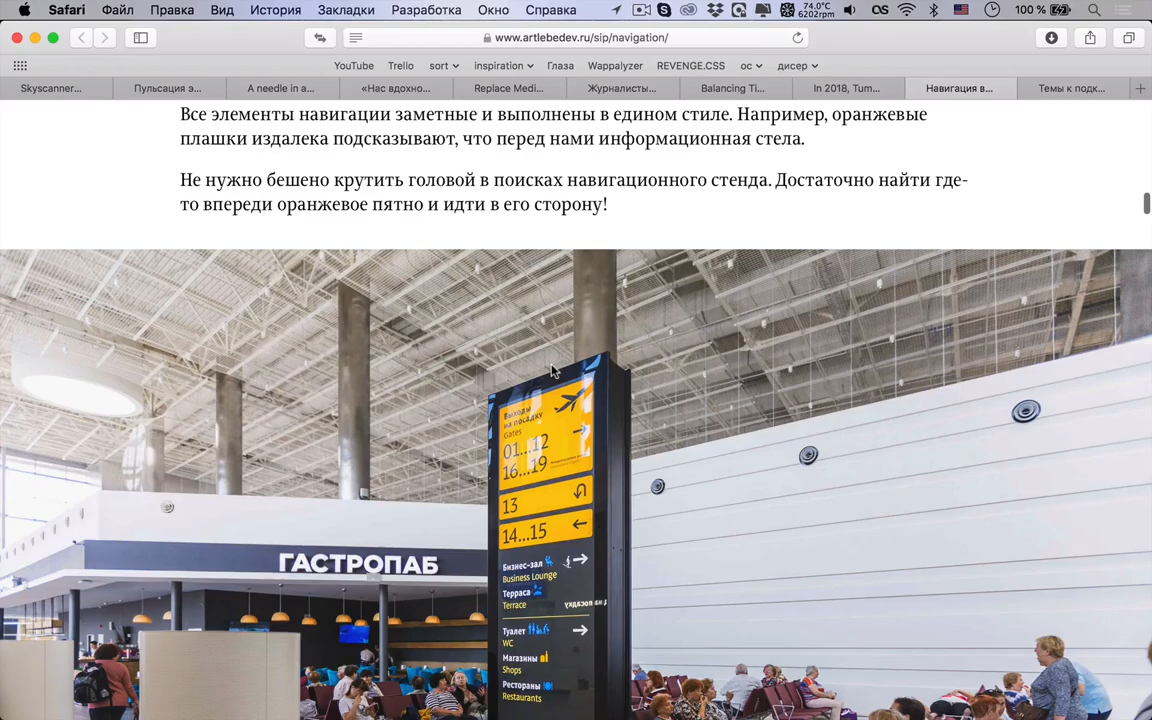 Safari Файл Правка Вид История Закладки Разработка Окно Справка 74.0°C 6202rpm 100 %
www.artlebedev.ru/sip/navigation/
YouTube Trello sort inspiration Глаза Wappalyzer REVENGE.CSS ос дисер
Skyscanner... Пульсация э... A needle in a... «Нас вдохно... Replace Medi... Журналисты... Balancing Ti... In 2018, Tum... Навигация в... Темы к подк...
Все элементы навигации заметные и выполнены в едином стиле. Например, оранжевые
плашки издалека подсказывают, что перед нами информационная стела.
Не нужно бешено крутить головой в поисках навигационного стенда. Достаточно найти где-
то впереди оранжевое пятно и идти в его сторону!
Выходы
на посадку
Gates
01...12
16...19
13
14...15
ГАСТРОПАБ
Бизнес-зал
Business Lounge
Терраса
Terrace
Туалет
WC
Магазины
Shops
Рестораны
Restaurants